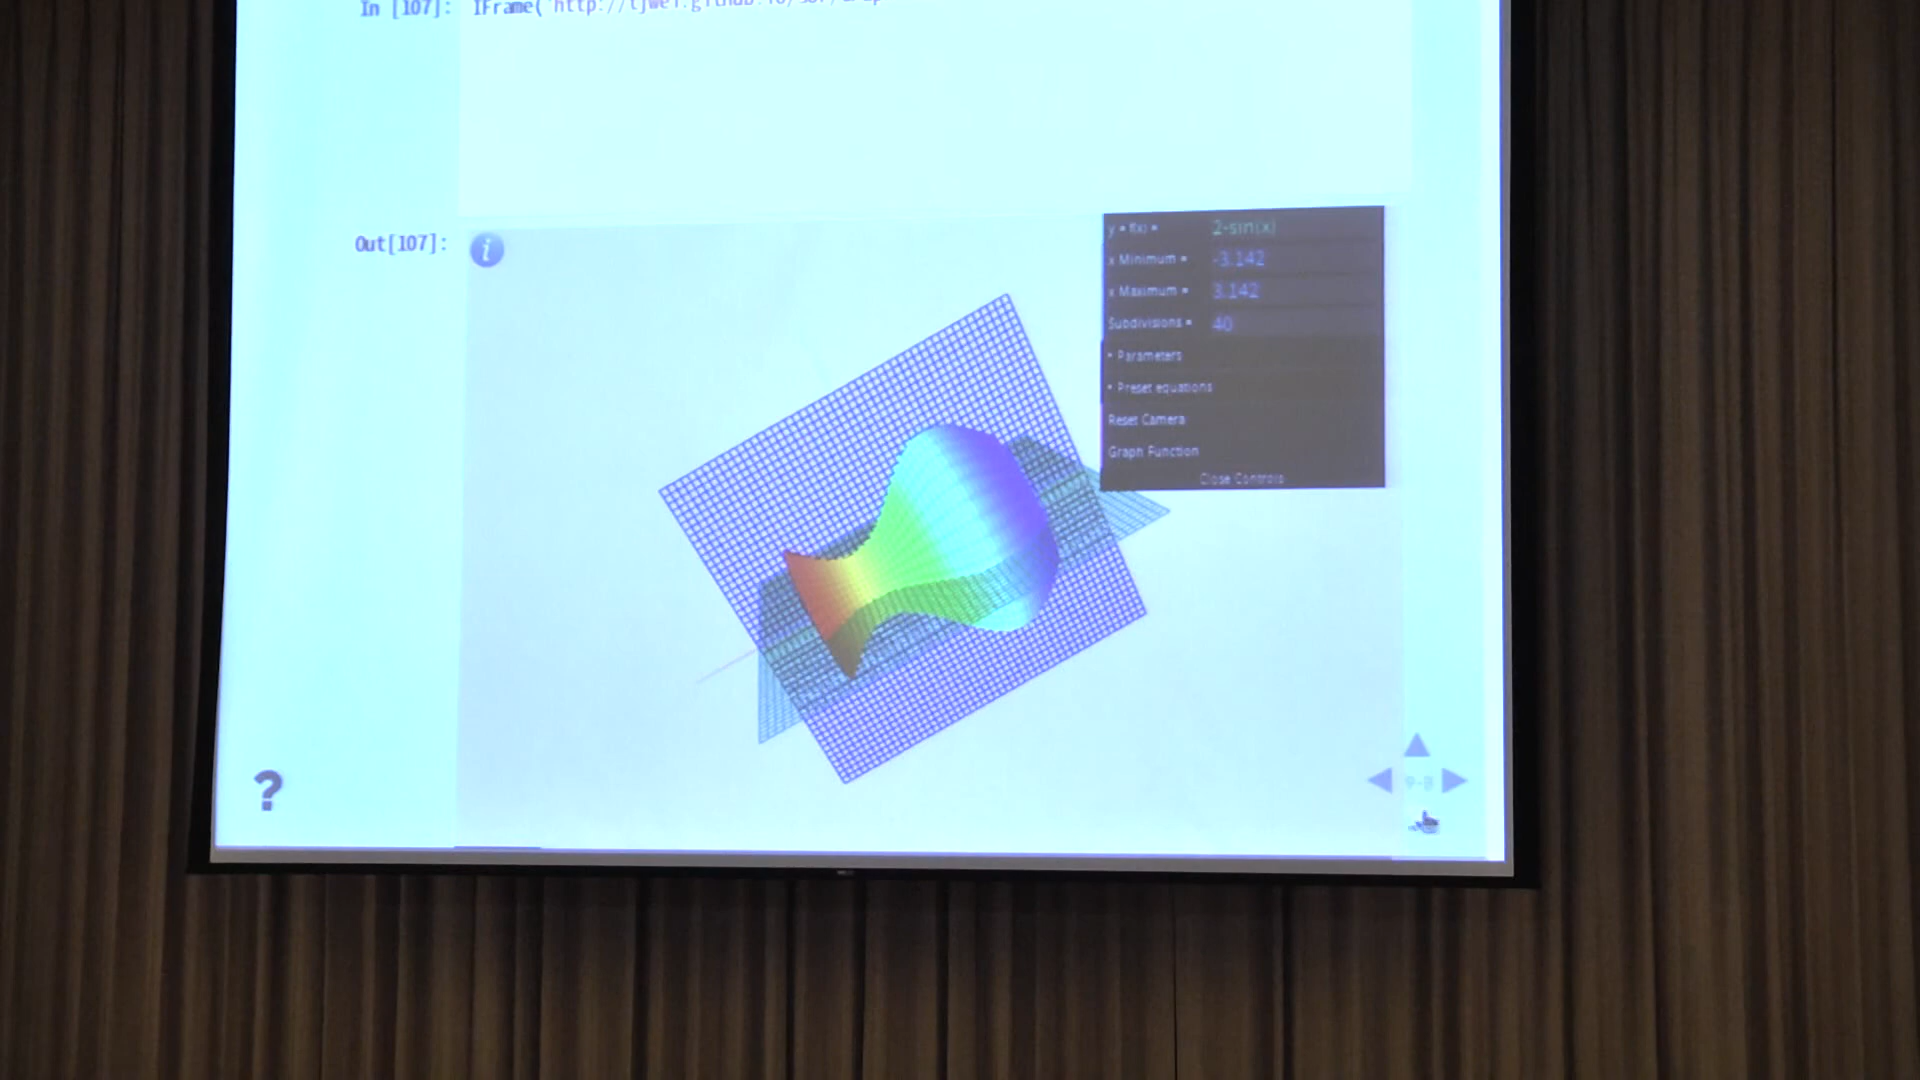 In [107]:
Out[107]:
i
y = f(x) = 2-sin(x)
x Minimum = -3.142
x Maximum = 3.142
Subdivisions = 40
Parameters
Preset equations
Reset Camera
Graph Function
Close Controls
?